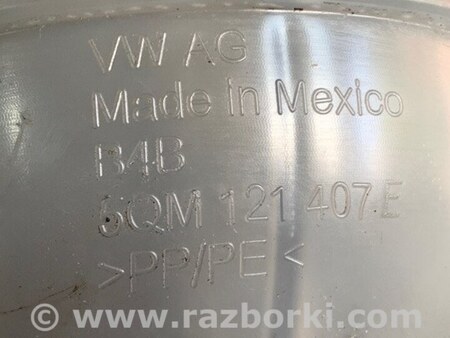 VW AG
Made in Mexico
B4B
5QM 121 407 E
>PP/PE<
© www.razborki.com